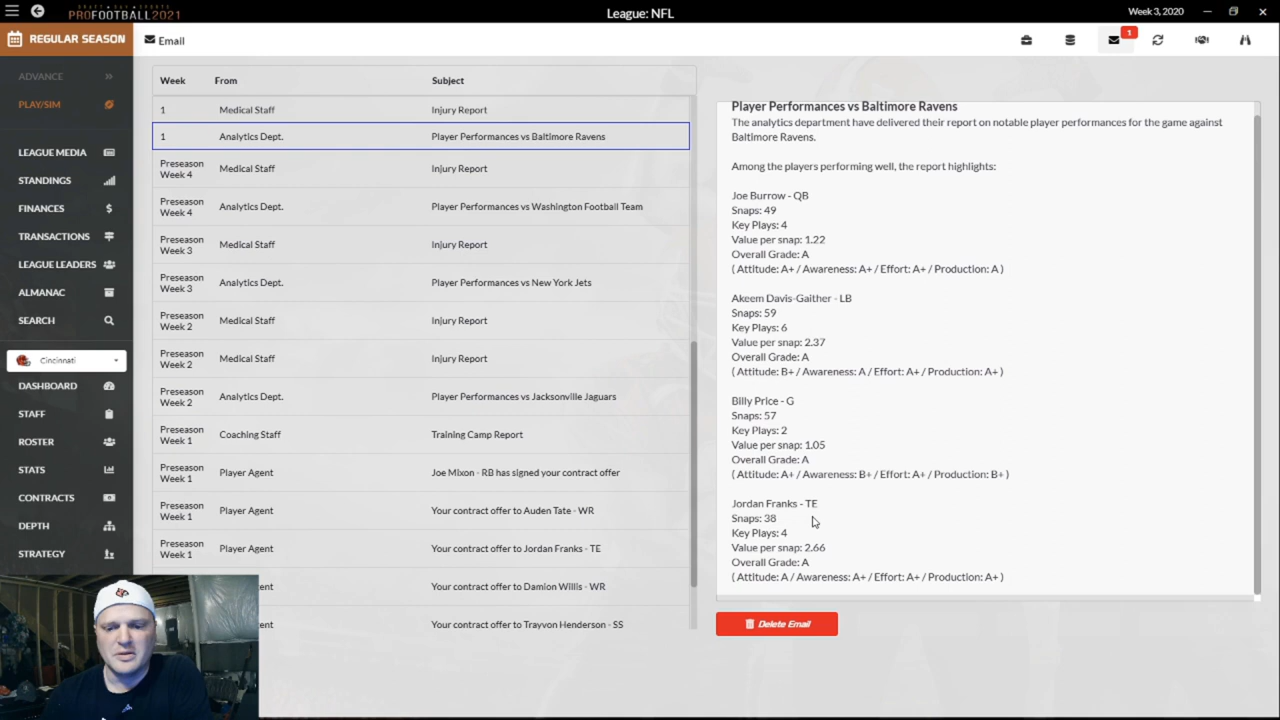 DRAFT DAY SPORTS
PROFOOTBALL2021
League: NFL
Week 3, 2020
REGULAR SEASON
Email
1
ADVANCE
PLAY/SIM
LEAGUE MEDIA
STANDINGS
FINANCES
TRANSACTIONS
LEAGUE LEADERS
ALMANAC
SEARCH
Cincinnati
DASHBOARD
STAFF
ROSTER
STATS
CONTRACTS
DEPTH
STRATEGY
Week From Subject
1 Medical Staff Injury Report
1 Analytics Dept. Player Performances vs Baltimore Ravens
Preseason
Week 4 Medical Staff Injury Report
Preseason
Week 4 Analytics Dept. Player Performances vs Washington Football Team
Preseason
Week 3 Medical Staff Injury Report
Preseason
Week 3 Analytics Dept. Player Performances vs New York Jets
Preseason
Week 2 Medical Staff Injury Report
Preseason
Week 2 Medical Staff Injury Report
Preseason
Week 2 Analytics Dept. Player Performances vs Jacksonville Jaguars
Preseason
Week 1 Coaching Staff Training Camp Report
Preseason
Week 1 Player Agent Joe Mixon - RB has signed your contract offer
Preseason
Week 1 Player Agent Your contract offer to Auden Tate - WR
Preseason
Week 1 Player Agent Your contract offer to Jordan Franks - TE
ent Your contract offer to Damion Willis - WR
ent Your contract offer to Trayvon Henderson - SS
Player Performances vs Baltimore Ravens
The analytics department have delivered their report on notable player performances for the game against
Baltimore Ravens.
Among the players performing well, the report highlights:
Joe Burrow - QB
Snaps: 49
Key Plays: 4
Value per snap: 1.22
Overall Grade: A
( Attitude: A+ / Awareness: A+ / Effort: A+ / Production: A )
Akeem Davis-Gaither - LB
Snaps: 59
Key Plays: 6
Value per snap: 2.37
Overall Grade: A
( Attitude: B+ / Awareness: A / Effort: A+ / Production: A+ )
Billy Price - G
Snaps: 57
Key Plays: 2
Value per snap: 1.05
Overall Grade: A
( Attitude: A+ / Awareness: B+ / Effort: A+ / Production: B+ )
Jordan Franks - TE
Snaps: 38
Key Plays: 4
Value per snap: 2.66
Overall Grade: A
( Attitude: A / Awareness: A+ / Effort: A+ / Production: A+ )
Delete Email